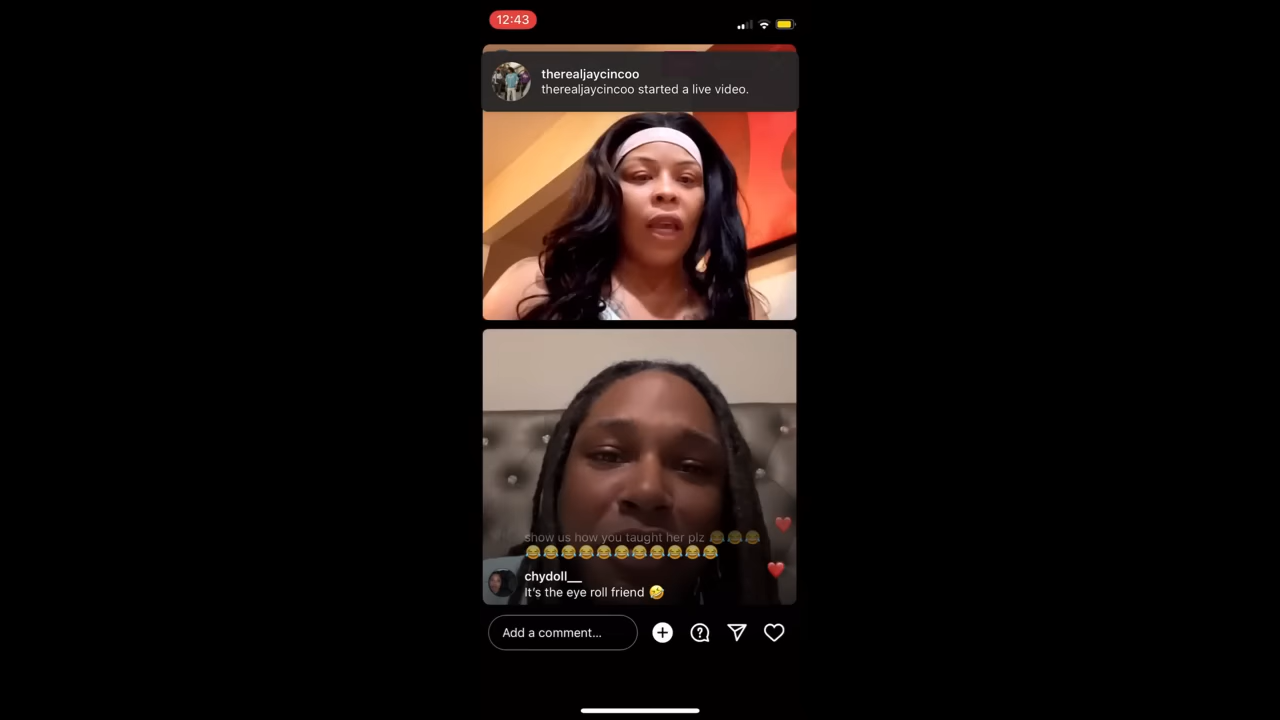 12:43
therealjaycincoo
therealjaycincoo started a live video.
show us how you taught her plz 😂😂😂
😂😂😂😂😂😂😂😂😂😂😂
chydoll__
It's the eye roll friend 🤣
Add a comment...